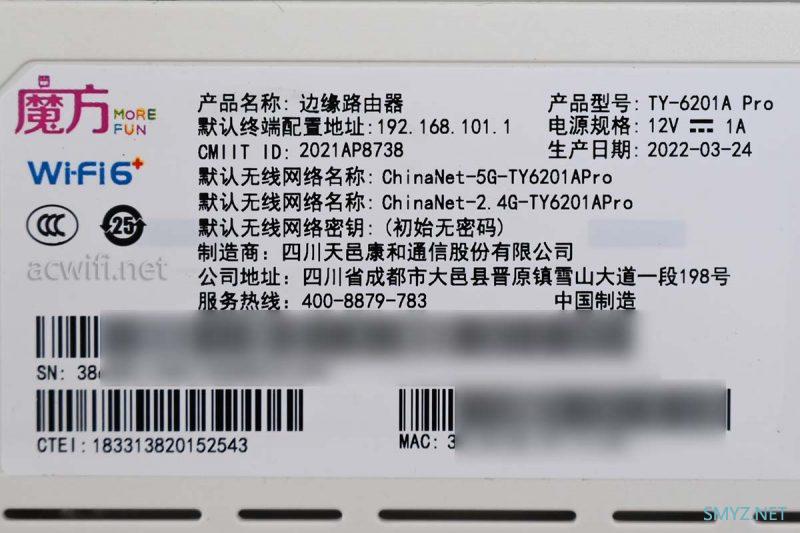 魔方 MORE FUN
Wi-Fi 6+
CCC
25
产品名称: 边缘路由器 产品型号: TY-6201A Pro
默认终端配置地址:192.168.101.1 电源规格: 12V 1A
CMIIT ID: 2021AP8738 生产日期: 2022-03-24
默认无线网络名称: ChinaNet-5G-TY6201APro
默认无线网络名称: ChinaNet-2.4G-TY6201APro
默认无线网络密钥: (初始无密码)
制造商: 四川天邑康和通信股份有限公司
公司地址: 四川省成都市大邑县晋原镇雪山大道一段198号
服务热线: 400-8879-783 中国制造
acwifi.net
SN: 38
CTEI: 183313820152543
MAC: 3
SMYZ.NET